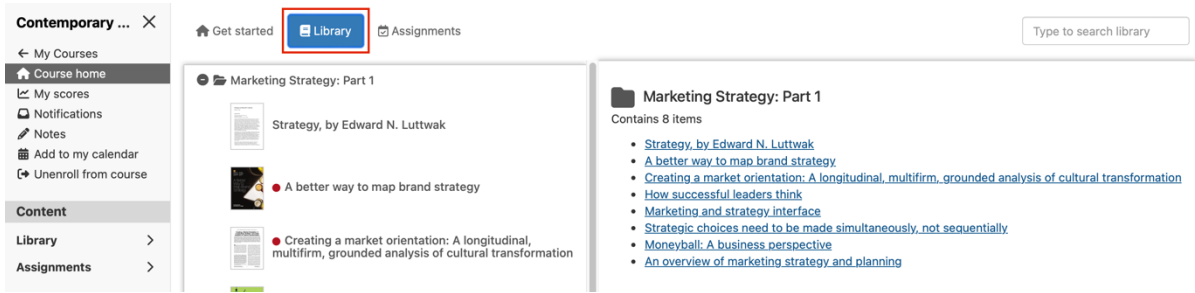 Contemporary ...
My Courses
Course home
My scores
Notifications
Notes
Add to my calendar
Unenroll from course
Content
Library
Assignments
Get started
Library
Assignments
Type to search library
Marketing Strategy: Part 1
Strategy, by Edward N. Luttwak
A better way to map brand strategy
Creating a market orientation: A longitudinal,
multifirm, grounded analysis of cultural transformation
Marketing Strategy: Part 1
Contains 8 items
Strategy, by Edward N. Luttwak
A better way to map brand strategy
Creating a market orientation: A longitudinal, multifirm, grounded analysis of cultural transformation
How successful leaders think
Marketing and strategy interface
Strategic choices need to be made simultaneously, not sequentially
Moneyball: A business perspective
An overview of marketing strategy and planning